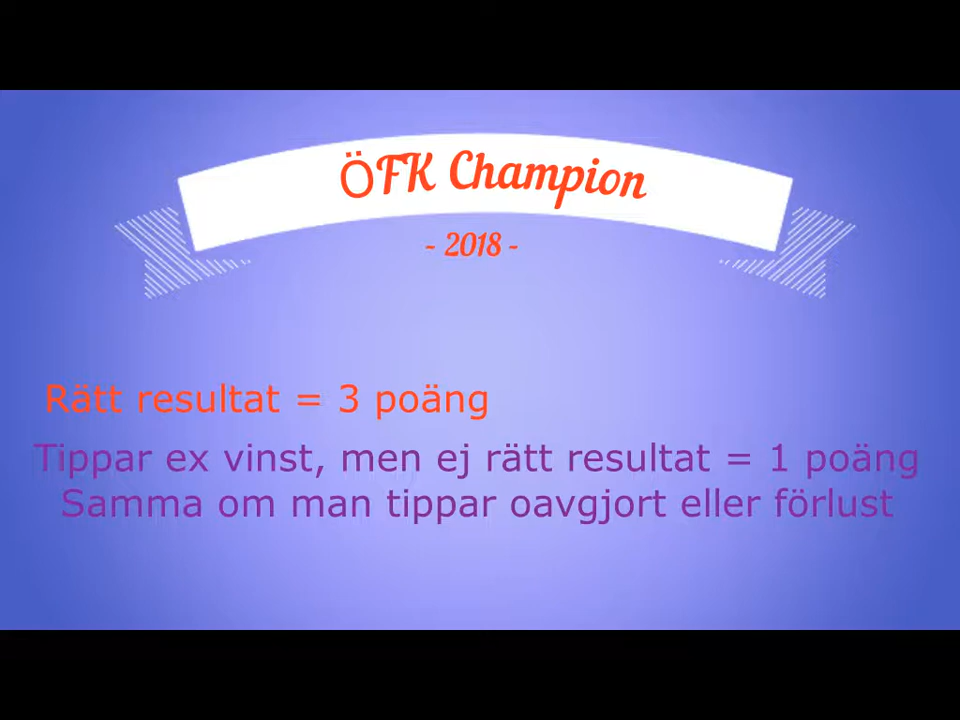 ÖFK Champion
- 2018 -
Rätt resultat = 3 poäng
Tippar ex vinst, men ej rätt resultat = 1 poäng
Samma om man tippar oavgjort eller förlust